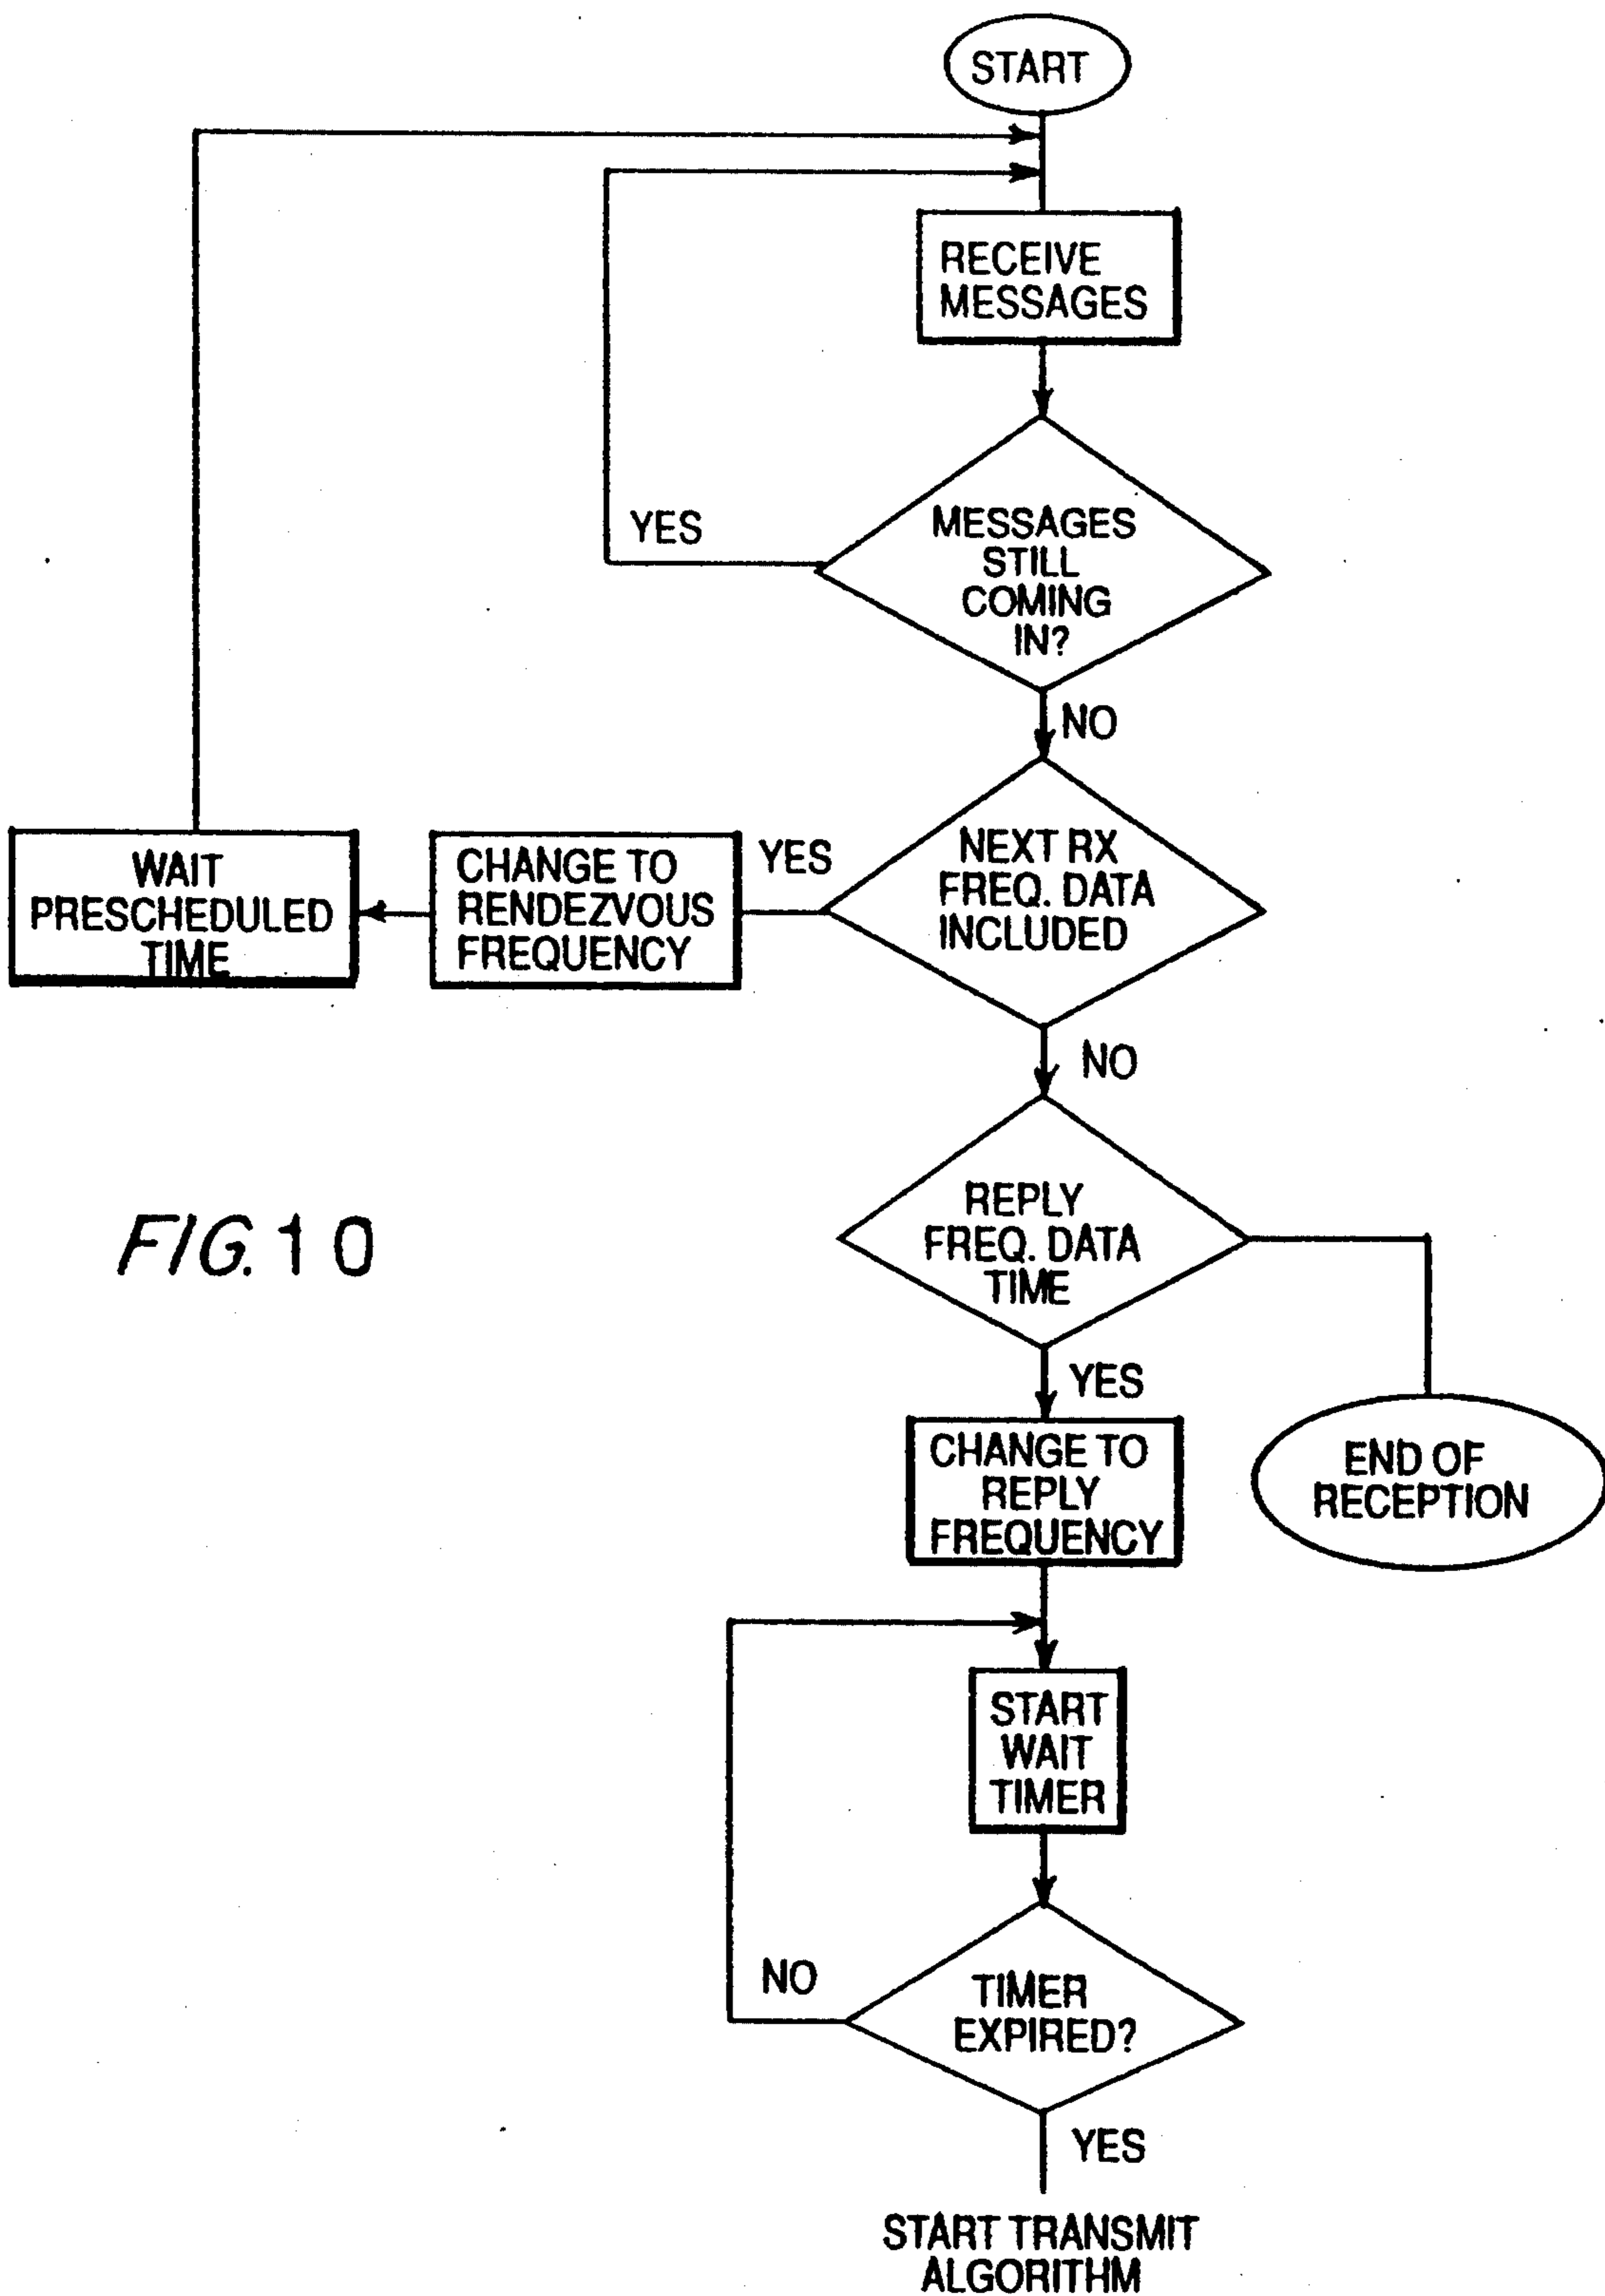 START
RECEIVE
MESSAGES
MESSAGES
STILL
COMING
IN?
YES
NO
NEXT RX
FREQ. DATA
INCLUDED
YES
CHANGE TO
RENDEZVOUS
FREQUENCY
WAIT
PRESCHEDULED
TIME
NO
REPLY
FREQ. DATA
TIME
FIG. 10
YES
CHANGE TO
REPLY
FREQUENCY
END OF
RECEPTION
START
WAIT
TIMER
NO
TIMER
EXPIRED?
YES
START TRANSMIT
ALGORITHM